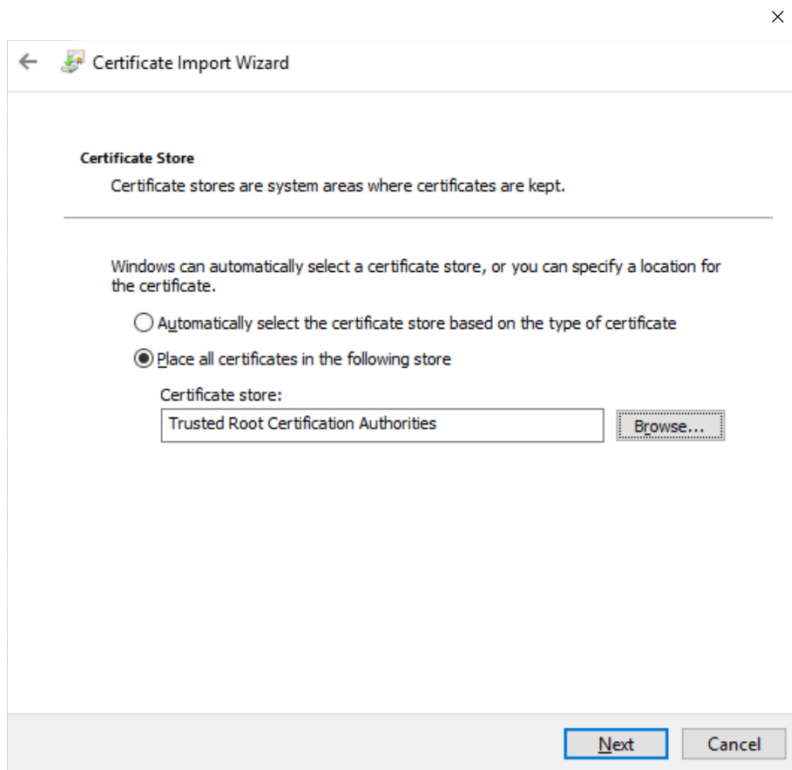 Certificate Import Wizard
Certificate Store
Certificate stores are system areas where certificates are kept.
Windows can automatically select a certificate store, or you can specify a location for
the certificate.
Automatically select the certificate store based on the type of certificate
Place all certificates in the following store
Certificate store:
Trusted Root Certification Authorities
Browse...
Next
Cancel